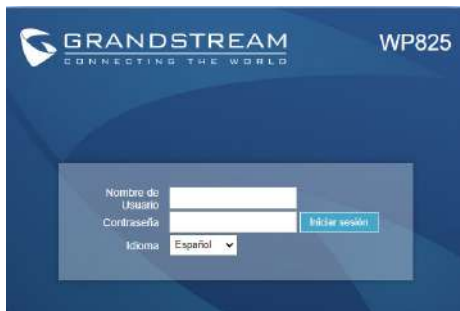 GRANDSTREAM
CONNECTING THE WORLD
WP825
Nombre de
Usuario
Contraseña
Iniciar sesión
Idioma
Español